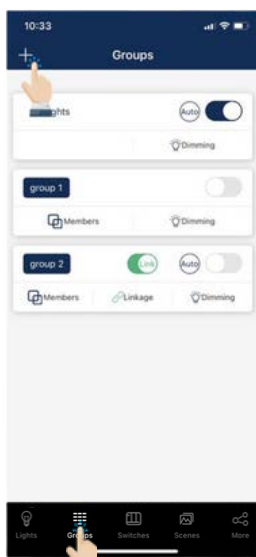 10:33
Groups
ghts Auto
Dimming
group 1
Members Dimming
group 2 Link Auto
Members Linkage Dimming
Lights Groups Switches Scenes More